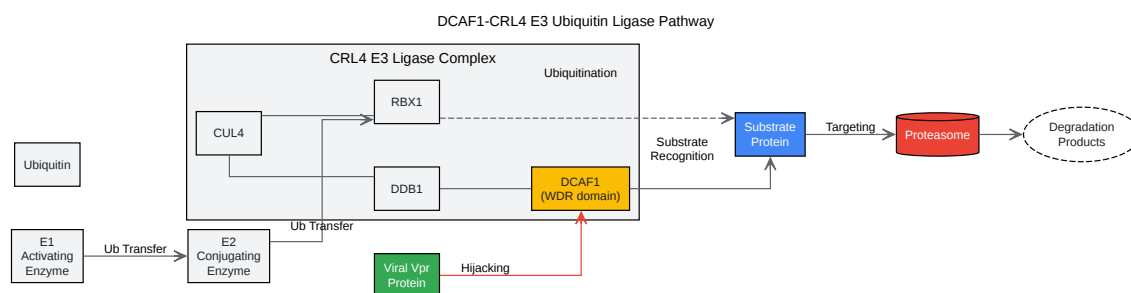 DCAF1-CRL4 E3 Ubiquitin Ligase Pathway
CRL4 E3 Ligase Complex
Ubiquitination
RBX1
CUL4
Substrate
Protein
Targeting
Proteasome
Degradation
Products
Substrate
Recognition
Ubiquitin
DDB1
DCAF1
(WDR domain)
Ub Transfer
E1
Activating
Enzyme
Ub Transfer
E2
Conjugating
Enzyme
Viral Vpr
Protein
Hijacking